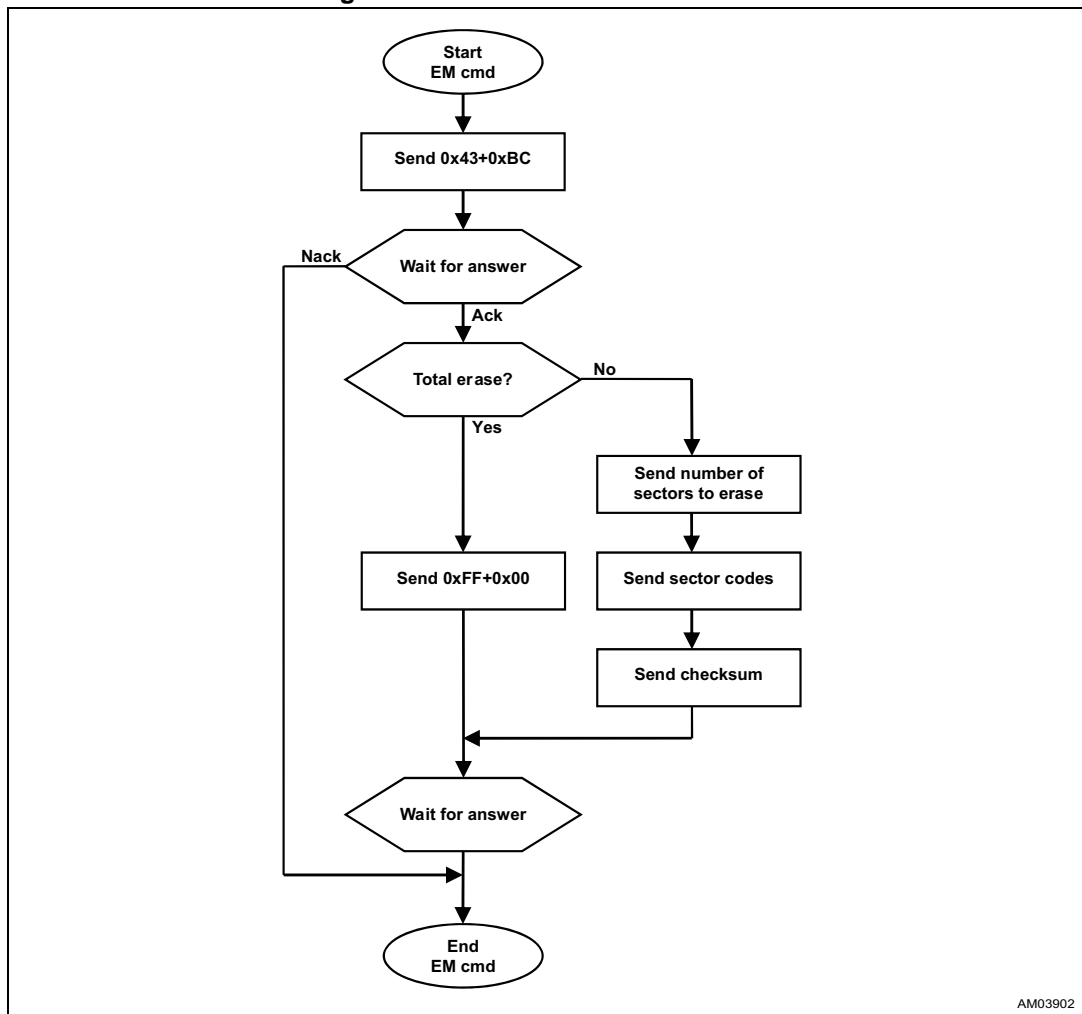 Start
EM cmd
Send 0x43+0xBC
Nack
Wait for answer
Ack
Total erase?
No
Yes
Send number of
sectors to erase
Send 0xFF+0x00
Send sector codes
Send checksum
Wait for answer
End
EM cmd
AM03902